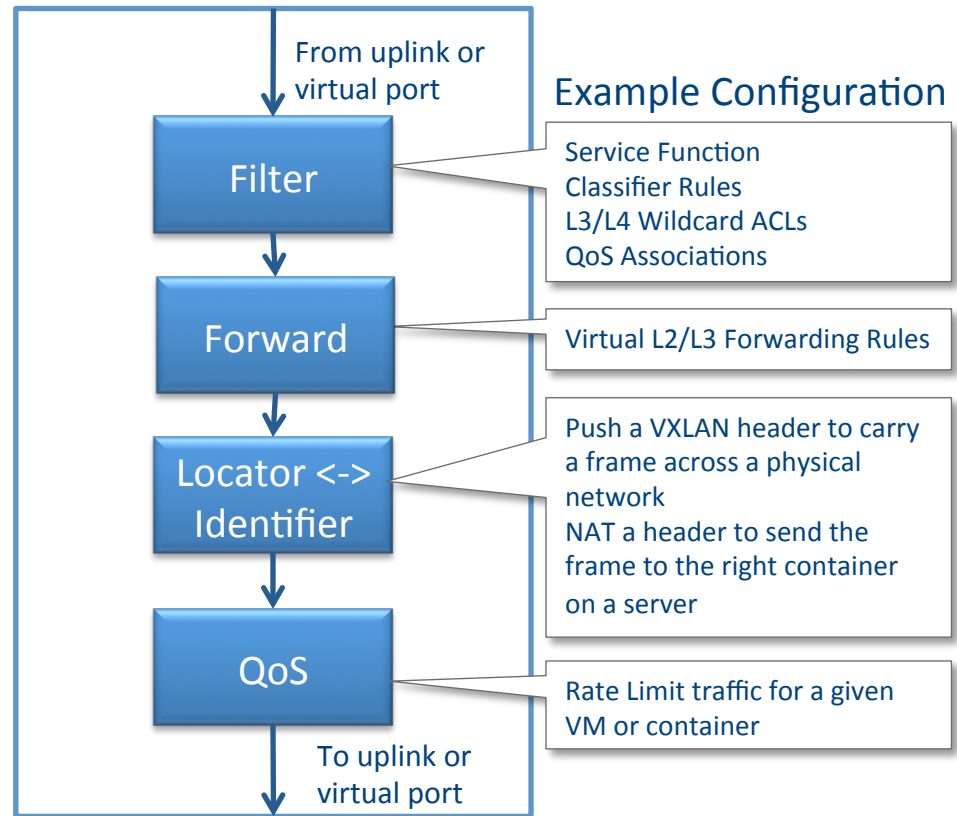 From uplink or
virtual port
Example Configuration
Filter
Service Function
Classifier Rules
L3/L4 Wildcard ACLs
QoS Associations
Forward
Virtual L2/L3 Forwarding Rules
Locator <->
Identifier
Push a VXLAN header to carry
a frame across a physical
network
NAT a header to send the
frame to the right container
on a server
QoS
Rate Limit traffic for a given
VM or container
To uplink or
virtual port